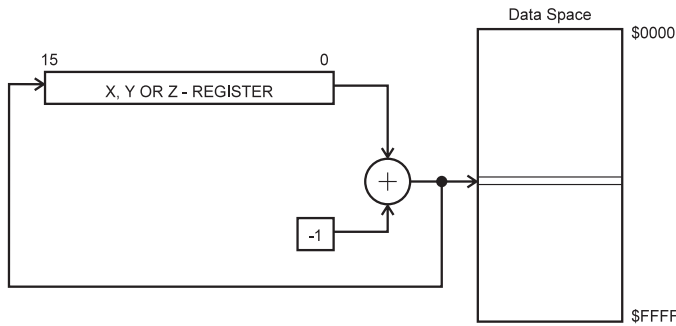 Data Space
$0000
15
0
X, Y OR Z - REGISTER
+
-1
$FFFF